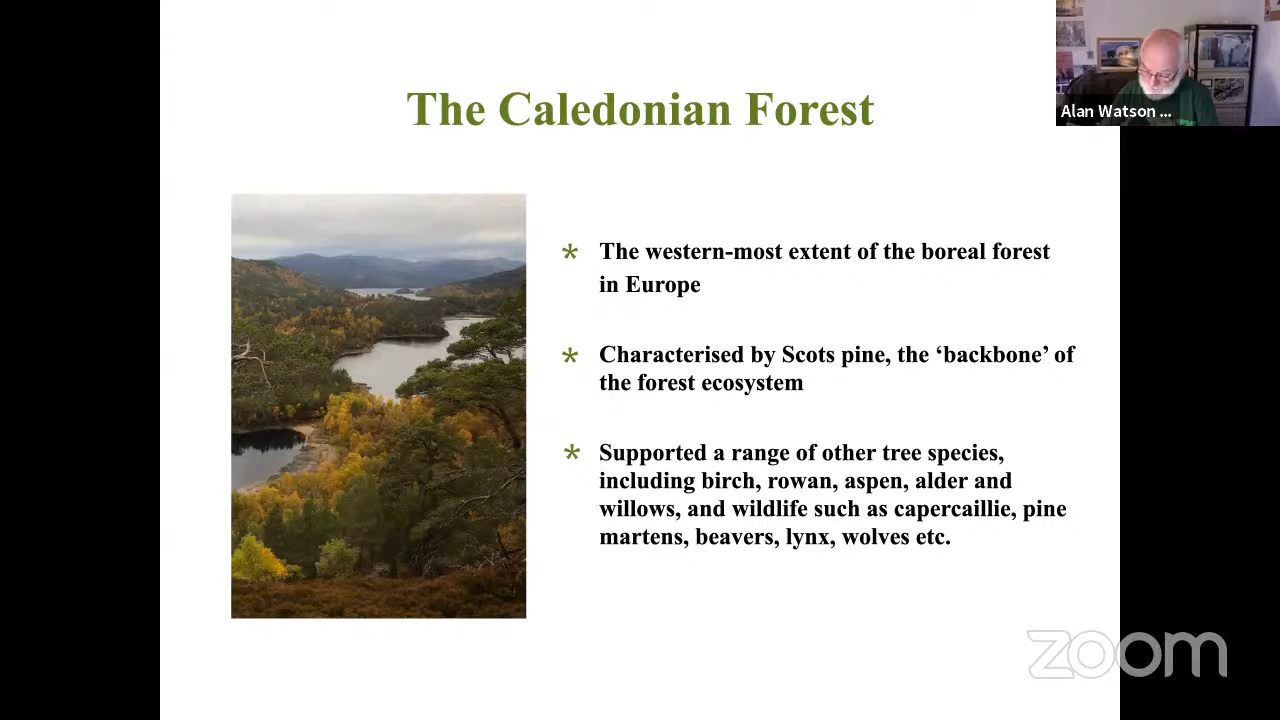 The Caledonian Forest
Alan Watson ...
* The western-most extent of the boreal forest
in Europe
* Characterised by Scots pine, the ‘backbone’ of
the forest ecosystem
* Supported a range of other tree species,
including birch, rowan, aspen, alder and
willows, and wildlife such as capercaillie, pine
martens, beavers, lynx, wolves etc.
zoom